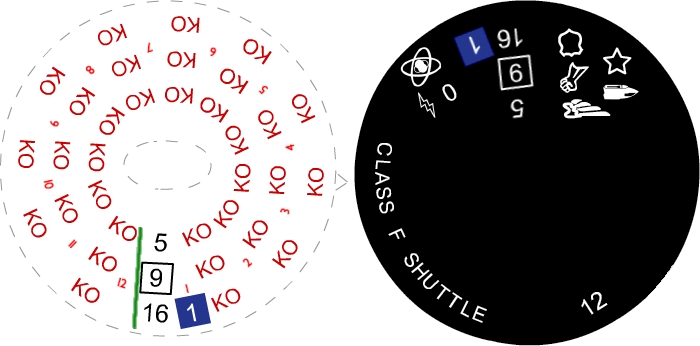 KO KO KO
7 6
KO KO KO
8 5
KO KO KO
KO KO KO KO
KO KO KO
9 4
KO KO KO
KO KO KO
10 3
KO KO KO
KO KO KO
11 2
KO KO KO
KO KO KO
12 1
KO KO KO
5
9
16 1
1 16
0 9
5
CLASS F SHUTTLE
12